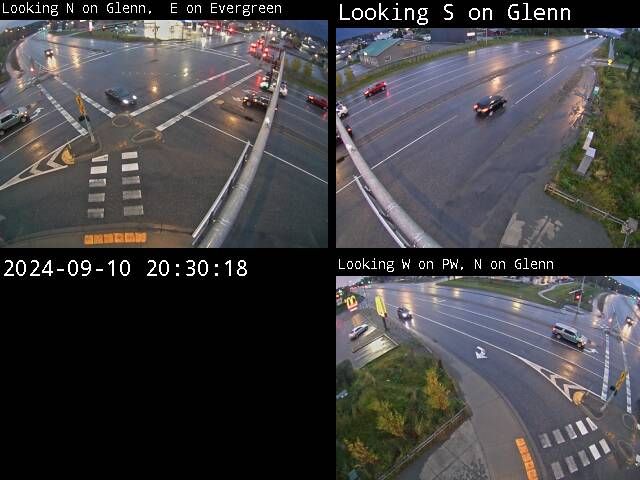 Looking N on Glenn,  E on Evergreen
Looking S on Glenn
2024-09-10 20:30:18
Looking W on PW, N on Glenn